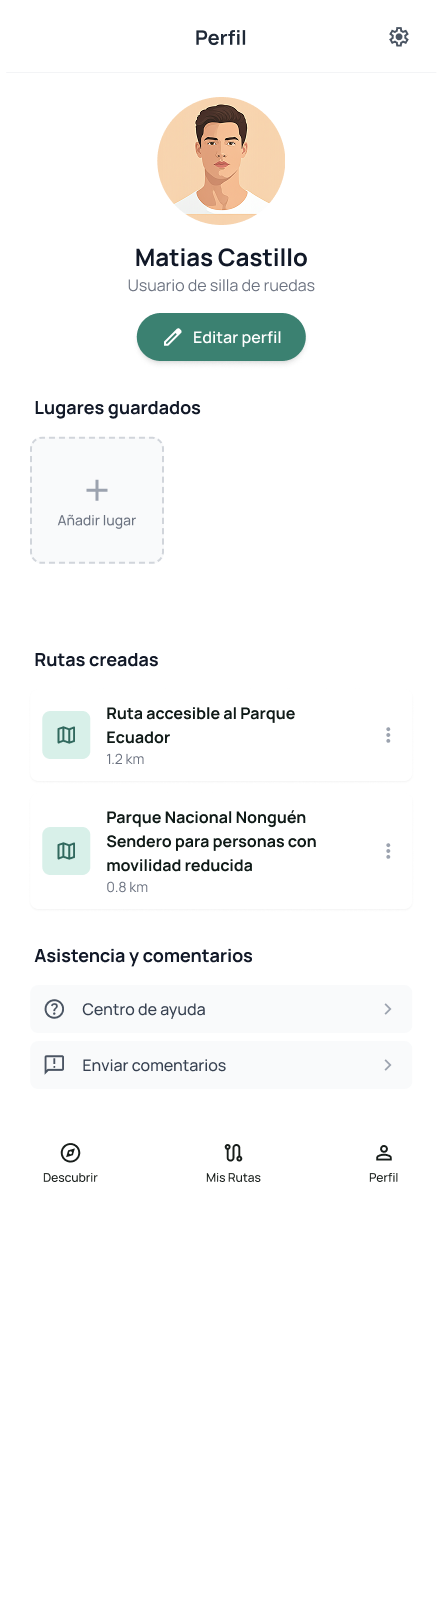 Perfil
Matias Castillo
Usuario de silla de ruedas
Editar perfil
Lugares guardados
Añadir lugar
Rutas creadas
Ruta accesible al Parque
Ecuador
1.2 km
Parque Nacional Nonguén
Sendero para personas con
movilidad reducida
0.8 km
Asistencia y comentarios
Centro de ayuda
Enviar comentarios
Descubrir
Mis Rutas
Perfil